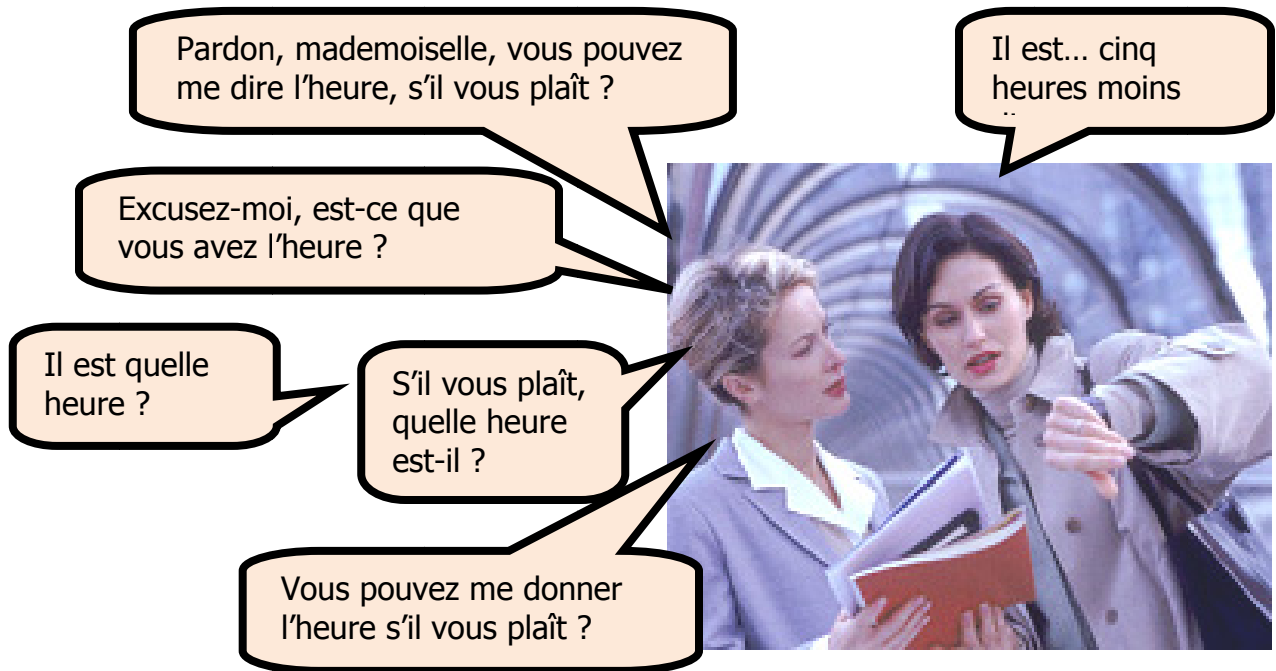 Pardon, mademoiselle, vous pouvez
me dire l'heure, s'il vous plaît ?
Il est… cinq
heures moins
Excusez-moi, est-ce que
vous avez l'heure ?
Il est quelle
heure ?
S'il vous plaît,
quelle heure
est-il ?
Vous pouvez me donner
l'heure s'il vous plaît ?